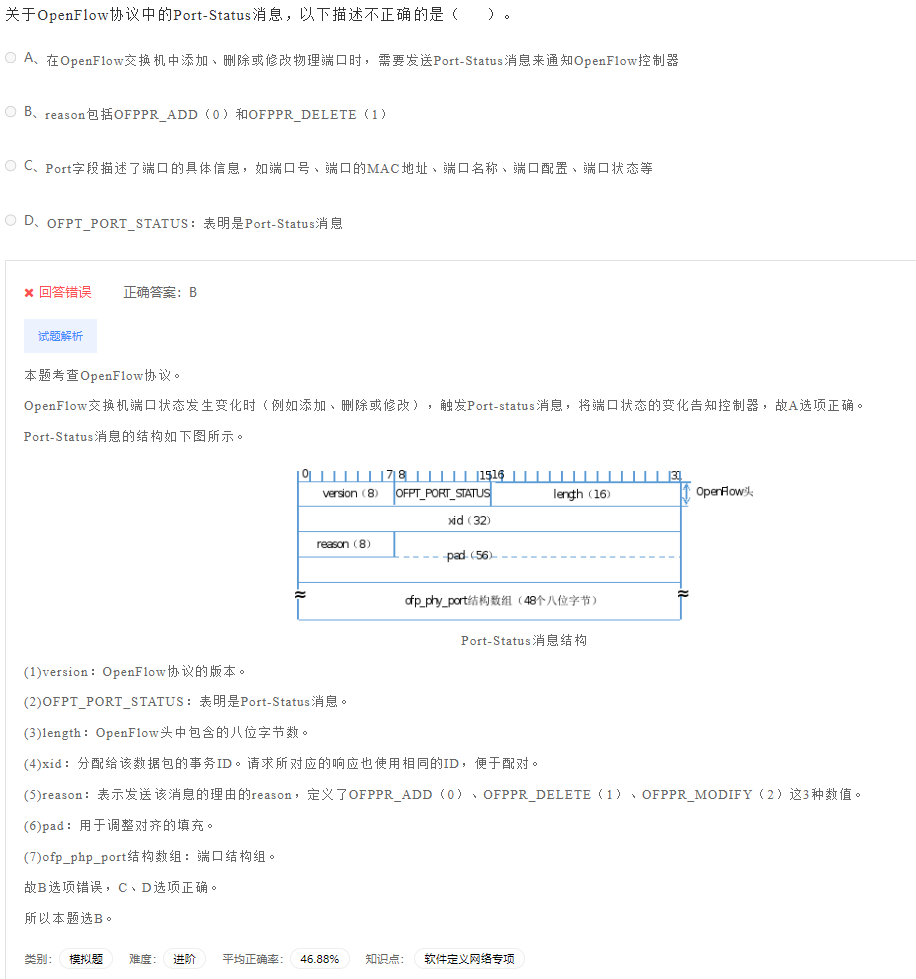 关于OpenFlow协议中的Port-Status消息，以下描述不正确的是（　　）。
A、在OpenFlow交换机中添加、删除或修改物理端口时，需要发送Port-Status消息来通知OpenFlow控制器
B、reason包括OFPPR_ADD（0）和OFPPR_DELETE（1）
C、Port字段描述了端口的具体信息，如端口号、端口的MAC地址、端口名称、端口配置、端口状态等
D、OFPT_PORT_STATUS：表明是Port-Status消息
✖ 回答错误　　正确答案：B
试题解析
本题考查OpenFlow协议。
OpenFlow交换机端口状态发生变化时（例如添加、删除或修改），触发Port-status消息，将端口状态的变化告知控制器，故A选项正确。
Port-Status消息的结构如下图所示。
0 7 8 15 16 31
version（8） OFPT_PORT_STATUS length（16） OpenFlow头
xid（32）
reason（8）
pad（56）
≈ ofp_phy_port结构数组（48个八位字节） ≈
Port-Status消息结构
(1)version：OpenFlow协议的版本。
(2)OFPT_PORT_STATUS：表明是Port-Status消息。
(3)length：OpenFlow头中包含的八位字节数。
(4)xid：分配给该数据包的事务ID。请求所对应的响应也使用相同的ID，便于配对。
(5)reason：表示发送该消息的理由的reason，定义了OFPPR_ADD（0）、OFPPR_DELETE（1）、OFPPR_MODIFY（2）这3种数值。
(6)pad：用于调整对齐的填充。
(7)ofp_php_port结构数组：端口结构组。
故B选项错误，C、D选项正确。
所以本题选B。
类别： 模拟题 难度： 进阶 平均正确率： 46.88% 知识点： 软件定义网络专项